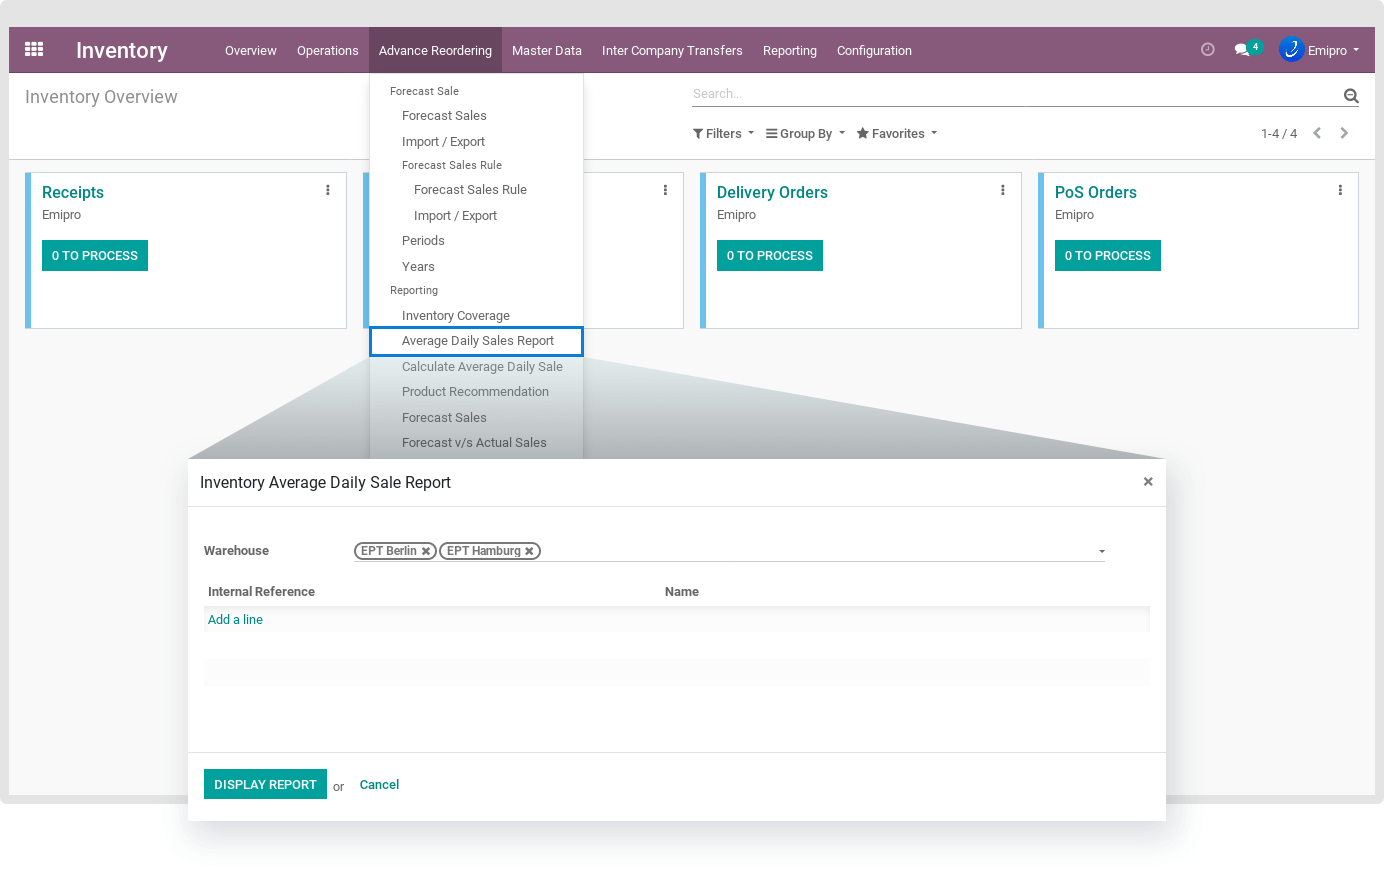 Inventory
Overview
Operations
Advance Reordering
Master Data
Inter Company Transfers
Reporting
Configuration
4
Emipro
Inventory Overview
Search...
Filters
Group By
Favorites
1-4 / 4
Forecast Sale
Forecast Sales
Import / Export
Forecast Sales Rule
Forecast Sales Rule
Import / Export
Periods
Years
Reporting
Inventory Coverage
Average Daily Sales Report
Calculate Average Daily Sale
Product Recommendation
Forecast Sales
Forecast v/s Actual Sales
Receipts
Emipro
0 TO PROCESS
Delivery Orders
Emipro
0 TO PROCESS
PoS Orders
Emipro
0 TO PROCESS
Inventory Average Daily Sale Report
Warehouse
EPT Berlin
EPT Hamburg
Internal Reference
Name
Add a line
DISPLAY REPORT or Cancel